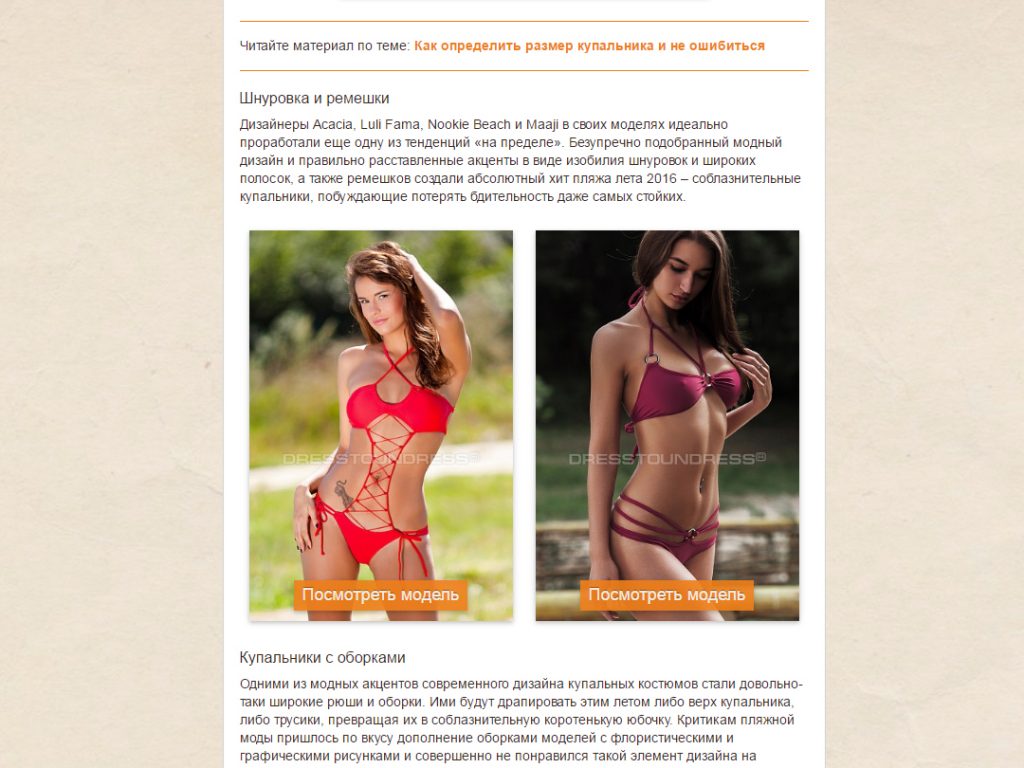 Читайте материал по теме: Как определить размер купальника и не ошибиться
Шнуровка и ремешки
Дизайнеры Acacia, Luli Fama, Nookie Beach и Maaji в своих моделях идеально
проработали еще одну из тенденций «на пределе». Безупречно подобранный модный
дизайн и правильно расставленные акценты в виде изобилия шнуровок и широких
полосок, а также ремешков создали абсолютный хит пляжа лета 2016 – соблазнительные
купальники, побуждающие потерять бдительность даже самых стойких.
DRESSTOUNDRESS®
DRESSTOUNDRESS®
Посмотреть модель
Посмотреть модель
Купальники с оборками
Одними из модных акцентов современного дизайна купальных костюмов стали довольно-
таки широкие рюши и оборки. Ими будут драпировать этим летом либо верх купальника,
либо трусики, превращая их в соблазнительную коротенькую юбочку. Критикам пляжной
моды пришлось по вкусу дополнение оборками моделей с флористическими и
графическими рисунками и совершенно не понравился такой элемент дизайна на